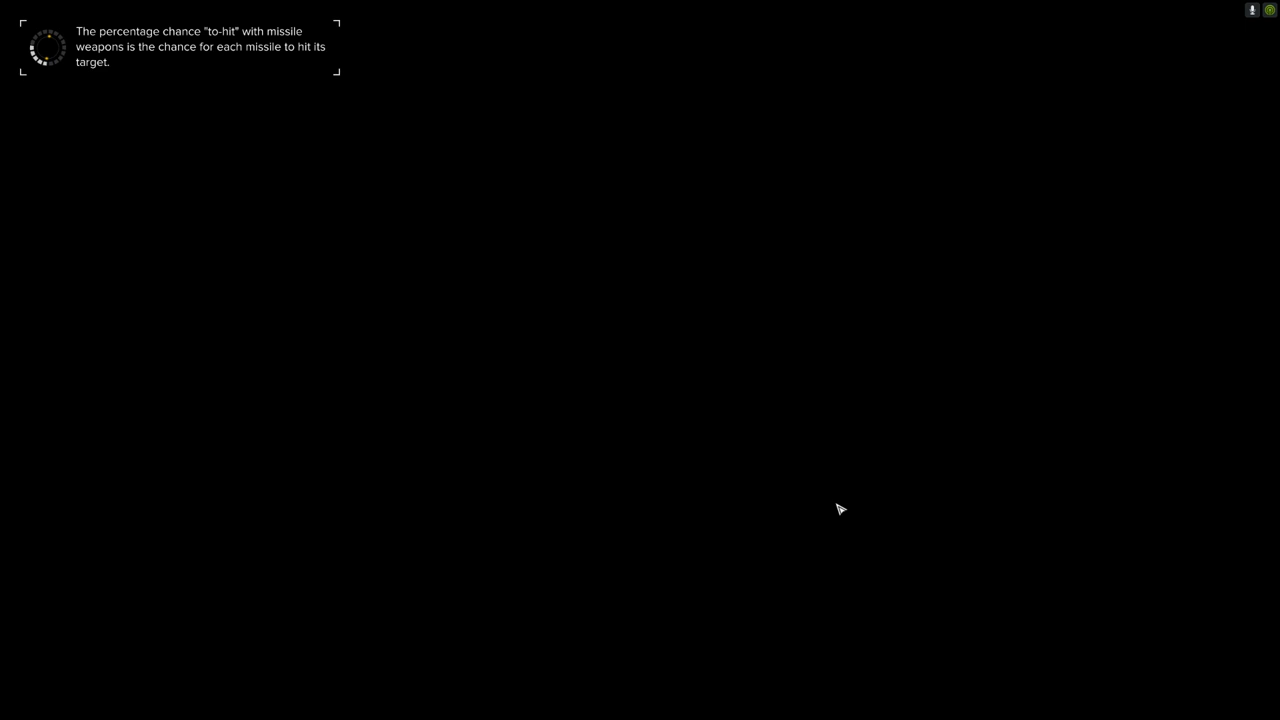 The percentage chance "to-hit" with missile
weapons is the chance for each missile to hit its
target.